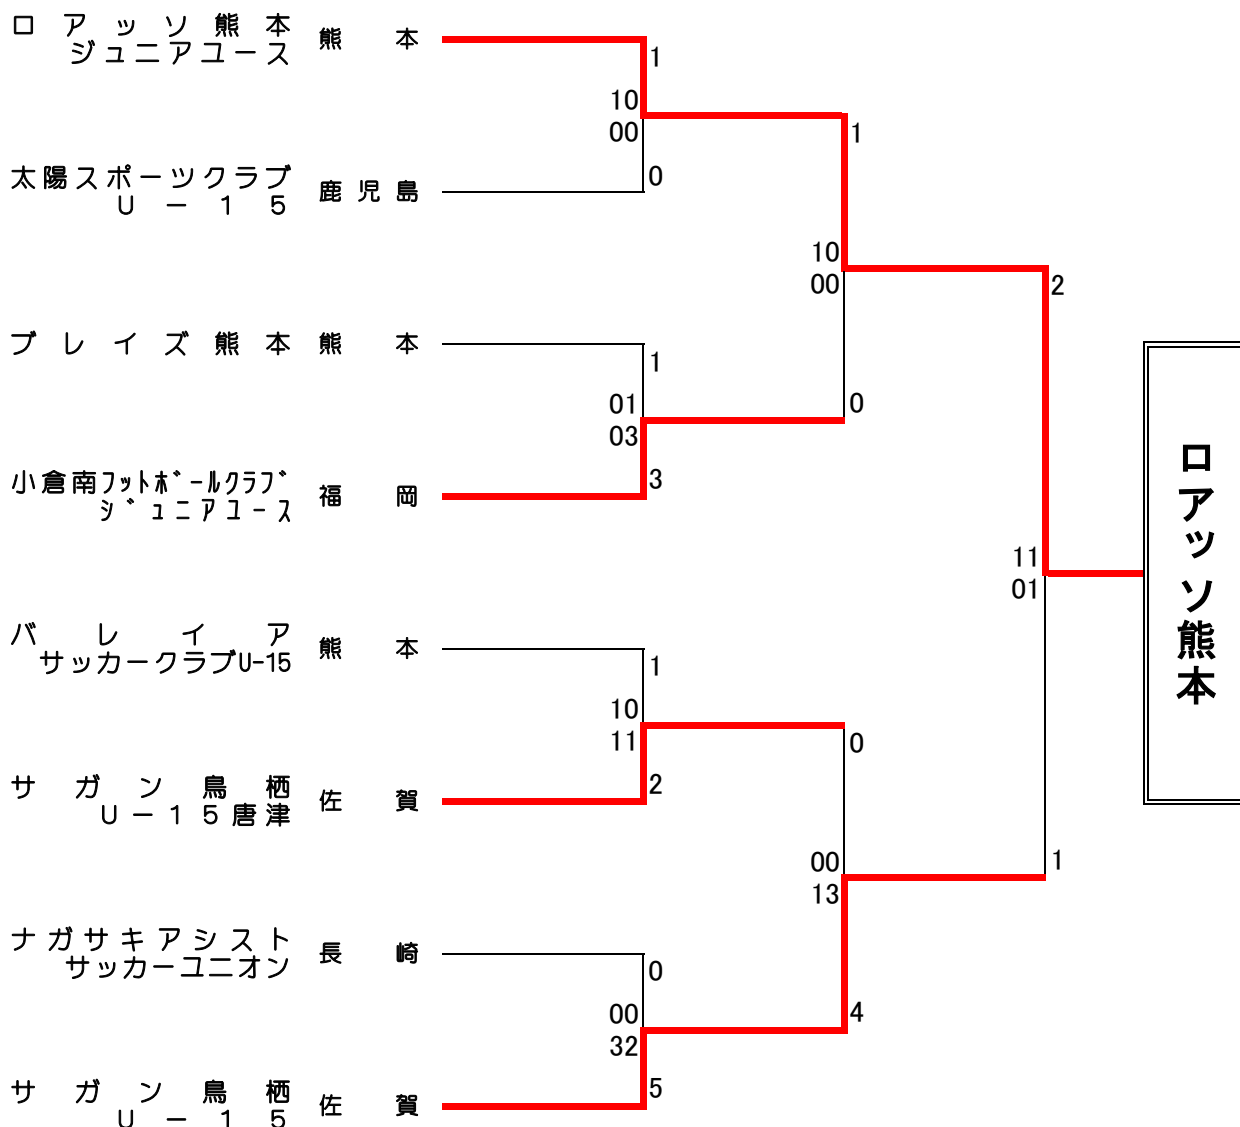 ロアッソ熊本
ジュニアユース 熊本
1
10
00
0
太陽スポーツクラブ
U－15 鹿児島
1
10
00
0
ブレイズ熊本 熊本
1
01
03
3
小倉南フットボールクラブ
ジュニアユース 福岡
2
11
01
1
ロアッソ熊本
バレイア
サッカークラブU-15 熊本
1
10
11
2
サガン鳥栖
U－15唐津 佐賀
0
00
13
4
ナガサキアシスト
サッカーユニオン 長崎
0
00
32
5
サガン鳥栖
U－15 佐賀